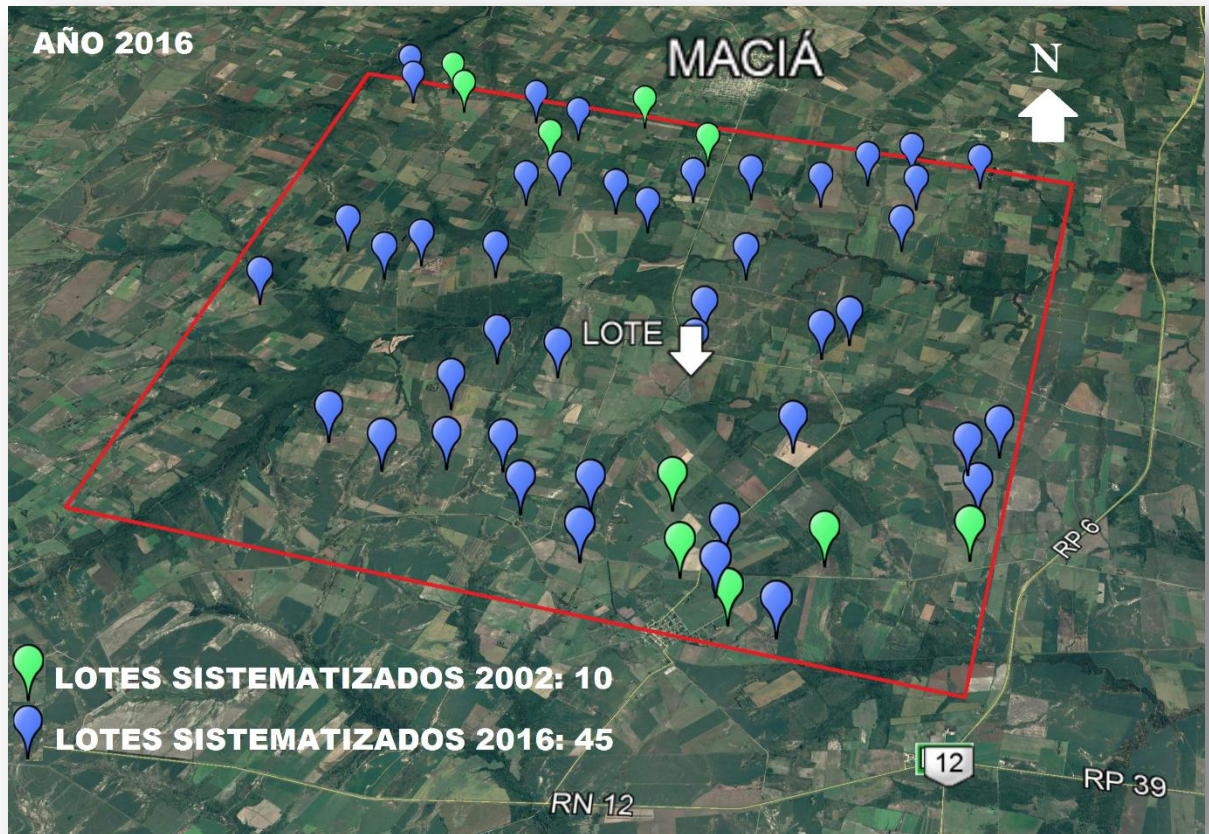 AÑO 2016
MACIÁ
N
LOTE
RP 6
LOTES SISTEMATIZADOS 2002: 10
LOTES SISTEMATIZADOS 2016: 45
12
RP 39
RN 12